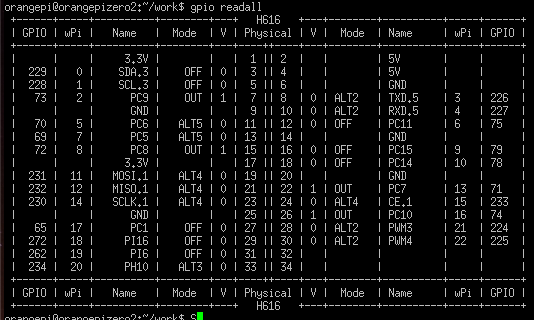 orangepi@orangepizero2:~/work$ gpio readall
+------+-----+----------+--------+---+   H616   +---+--------+----------+-----+------+
| GPIO | wPi |   Name   |  Mode  | V | Physical | V |  Mode  | Name     | wPi | GPIO |
+------+-----+----------+--------+---+----++----+---+--------+----------+-----+------+
|      |     |     3.3V |        |   |  1 || 2  |   |        | 5V       |     |      |
|  229 |   0 |    SDA.3 |    OFF | 0 |  3 || 4  |   |        | 5V       |     |      |
|  228 |   1 |    SCL.3 |    OFF | 0 |  5 || 6  |   |        | GND      |     |      |
|   73 |   2 |      PC9 |    OUT | 1 |  7 || 8  | 0 | ALT2   | TXD.5    | 3   | 226  |
|      |     |      GND |        |   |  9 || 10 | 0 | ALT2   | RXD.5    | 4   | 227  |
|   70 |   5 |      PC6 |   ALT5 | 0 | 11 || 12 | 0 | OFF    | PC11     | 6   | 75   |
|   69 |   7 |      PC5 |   ALT5 | 0 | 13 || 14 |   |        | GND      |     |      |
|   72 |   8 |      PC8 |    OUT | 1 | 15 || 16 | 0 | OFF    | PC15     | 9   | 79   |
|      |     |     3.3V |        |   | 17 || 18 | 0 | OFF    | PC14     | 10  | 78   |
|  231 |  11 |   MOSI.1 |   ALT4 | 0 | 19 || 20 |   |        | GND      |     |      |
|  232 |  12 |   MISO.1 |   ALT4 | 0 | 21 || 22 | 1 | OUT    | PC7      | 13  | 71   |
|  230 |  14 |   SCLK.1 |   ALT4 | 0 | 23 || 24 | 0 | ALT4   | CE.1     | 15  | 233  |
|      |     |      GND |        |   | 25 || 26 | 1 | OUT    | PC10     | 16  | 74   |
|   65 |  17 |      PC1 |    OFF | 0 | 27 || 28 | 0 | ALT2   | PWM3     | 21  | 224  |
|  272 |  18 |     PI16 |    OFF | 0 | 29 || 30 | 0 | ALT2   | PWM4     | 22  | 225  |
|  262 |  19 |      PI6 |    OFF | 0 | 31 || 32 |   |        |          |     |      |
|  234 |  20 |     PH10 |   ALT3 | 0 | 33 || 34 |   |        |          |     |      |
+------+-----+----------+--------+---+----++----+---+--------+----------+-----+------+
| GPIO | wPi |   Name   |  Mode  | V | Physical | V |  Mode  | Name     | wPi | GPIO |
+------+-----+----------+--------+---+   H616   +---+--------+----------+-----+------+
orangepi@orangepizero2:~/work$ S